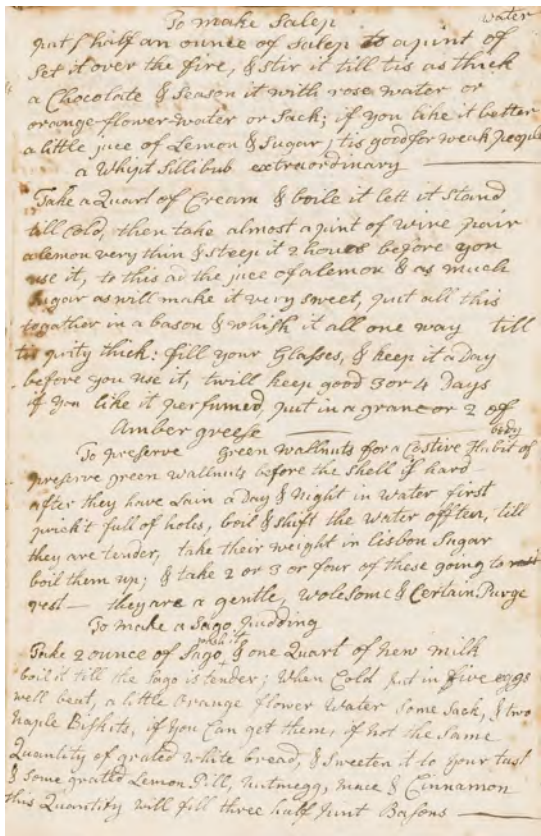 To make Salep
water
put half an ounce of Salep to a pint of
Set it over the fire, & Stir it till tis as thick
a Chocolate & Season it with rose water or
orange-flower-water or Sack; if you like it better
a little juce of Lemon & Sugar; tis good for weak people
a Whipt Sillibub extraordinary
Take a Quart of Cream & boile it lett it Stand
till Cold, then take almost a pint of wine pair
a lemon very thin & Steep it 2 houes before you
use it, to this ad the juce of a lemon & as much
Sugar as will make it very sweet, put all this
togather in a bason & whisk it all one way till
tis prity thick: fill your Glasses, & keep it a Day
before you use it, twill keep good 3 or 4 Days
if you like it perfumed, put in a grane or 2 off
Amber greese
body
To preserve green Wallnuts for a Costive Hubit of
preserve green wallnuts before the Shell is hard
after they have Lain a Day & Night in water first
prick't full of holes, boil & shift the water offten, till
they are tender, take their weight in lisbon Sugar
boil them up; & take 2 or 3 or four of these going to
rest — they are a gentle, wolesome & Certain Purge
To make a Sago pudding
Take 2 ounce of Sago, & one Quart of new milk
boil it till the Sago is tender; When Cold put in five eggs
well beat, a little Orange flower Water Some Sack, & two
Naple Biskits, if you Can get them, if not the Same
Quantity of grated white bread, & Sweeten it to your tast
& Some grated Lemon Pill, nutmegg, mace & Cinnamon
this Quantity will fill three half pint Basons